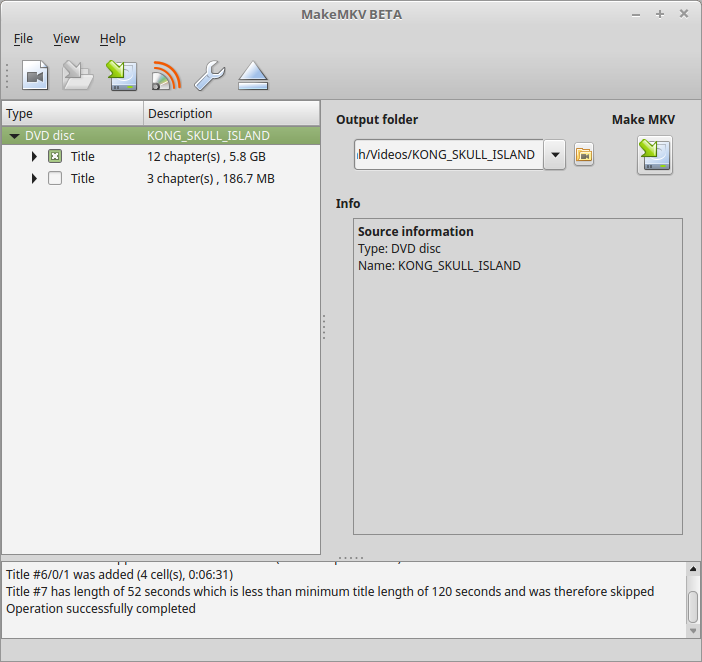 MakeMKV BETA
File View Help
Type Description
DVD disc KONG_SKULL_ISLAND
Title 12 chapter(s) , 5.8 GB
Title 3 chapter(s) , 186.7 MB
Output folder Make MKV
/Videos/KONG_SKULL_ISLAND
Info
Source information
Type: DVD disc
Name: KONG_SKULL_ISLAND
Title #6/0/1 was added (4 cell(s), 0:06:31)
Title #7 has length of 52 seconds which is less than minimum title length of 120 seconds and was therefore skipped
Operation successfully completed